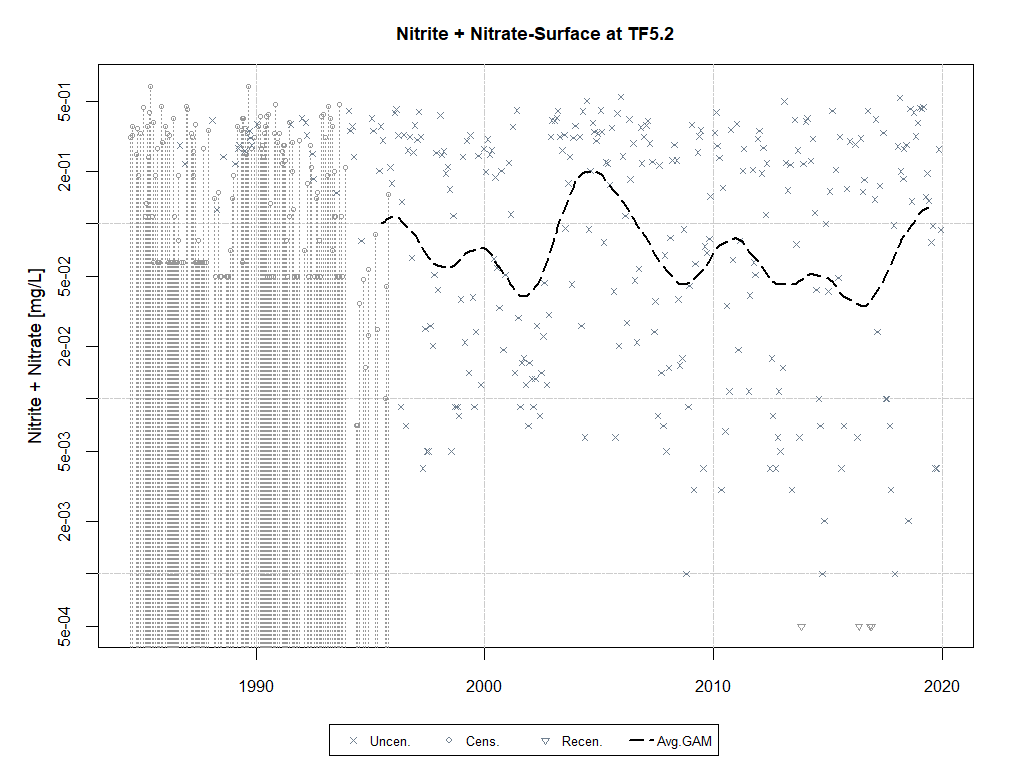 Nitrite + Nitrate-Surface at TF5.2
Nitrite + Nitrate [mg/L]
5e-01
2e-01
5e-02
2e-02
5e-03
2e-03
5e-04
1990 2000 2010 2020
Uncen. Cens. Recen. Avg.GAM